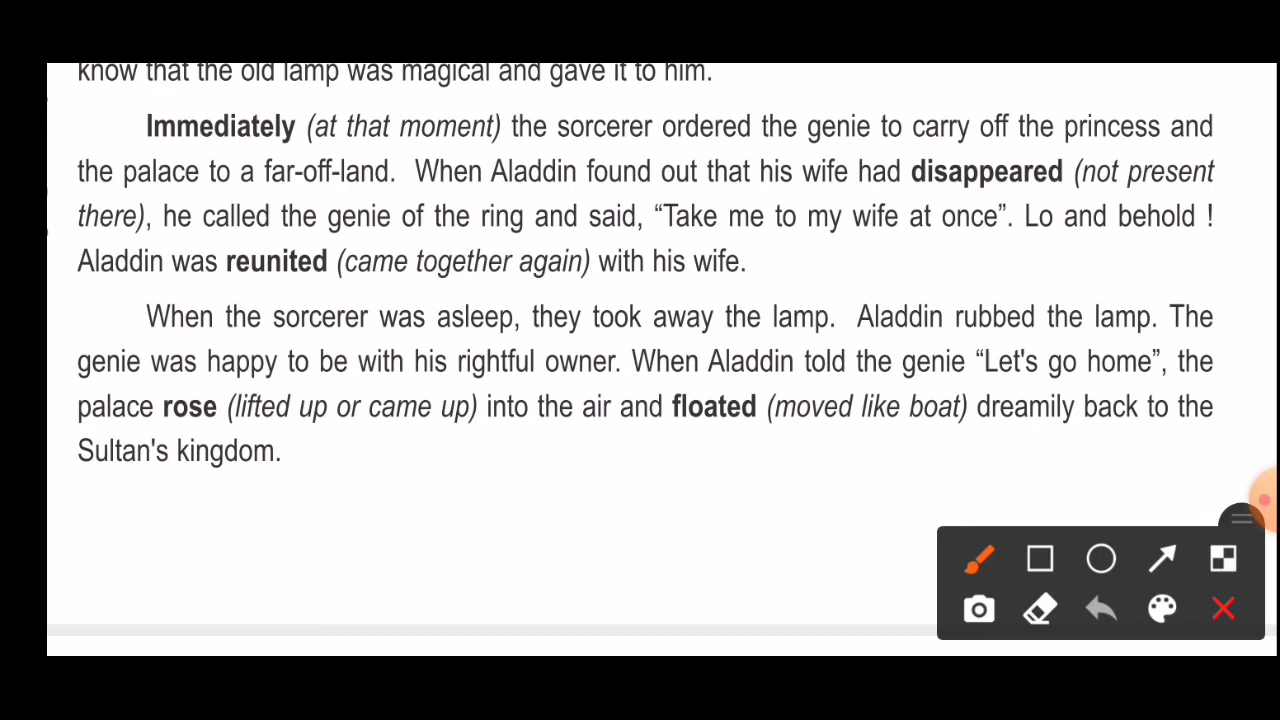 know that the old lamp was magical and gave it to him.
Immediately (at that moment) the sorcerer ordered the genie to carry off the princess and
the palace to a far-off-land. When Aladdin found out that his wife had disappeared (not present
there), he called the genie of the ring and said, “Take me to my wife at once”. Lo and behold !
Aladdin was reunited (came together again) with his wife.
When the sorcerer was asleep, they took away the lamp. Aladdin rubbed the lamp. The
genie was happy to be with his rightful owner. When Aladdin told the genie “Let's go home”, the
palace rose (lifted up or came up) into the air and floated (moved like boat) dreamily back to the
Sultan's kingdom.